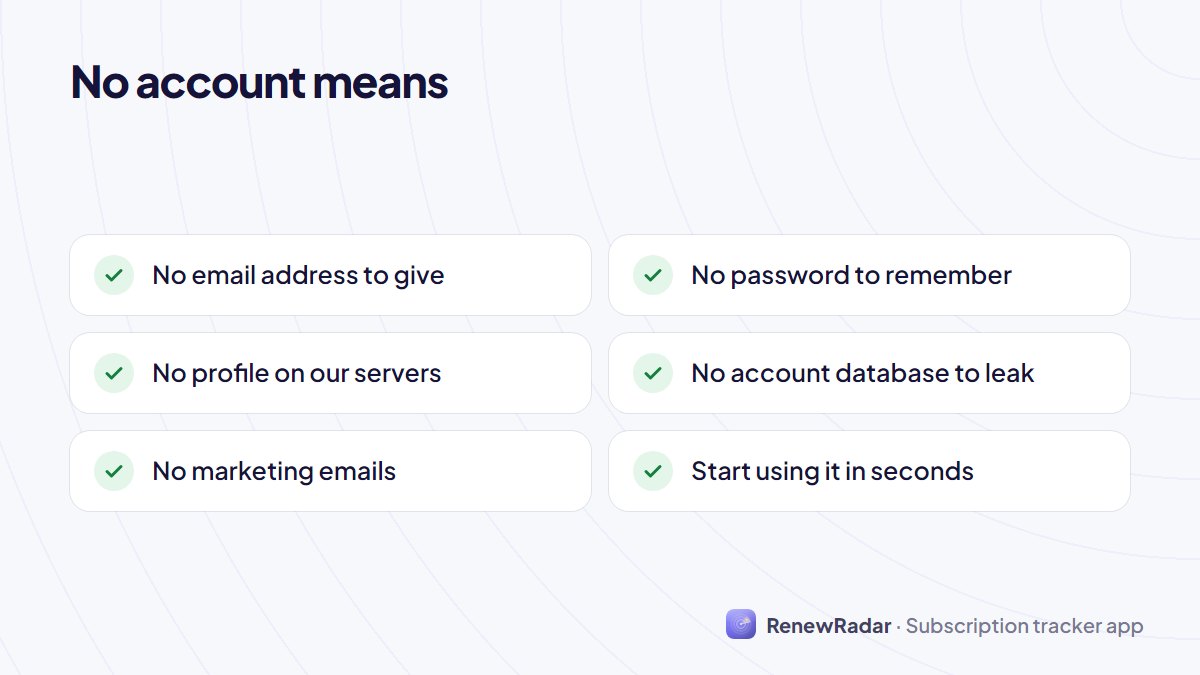 No account means
No email address to give
No password to remember
No profile on our servers
No account database to leak
No marketing emails
Start using it in seconds
RenewRadar · Subscription tracker app